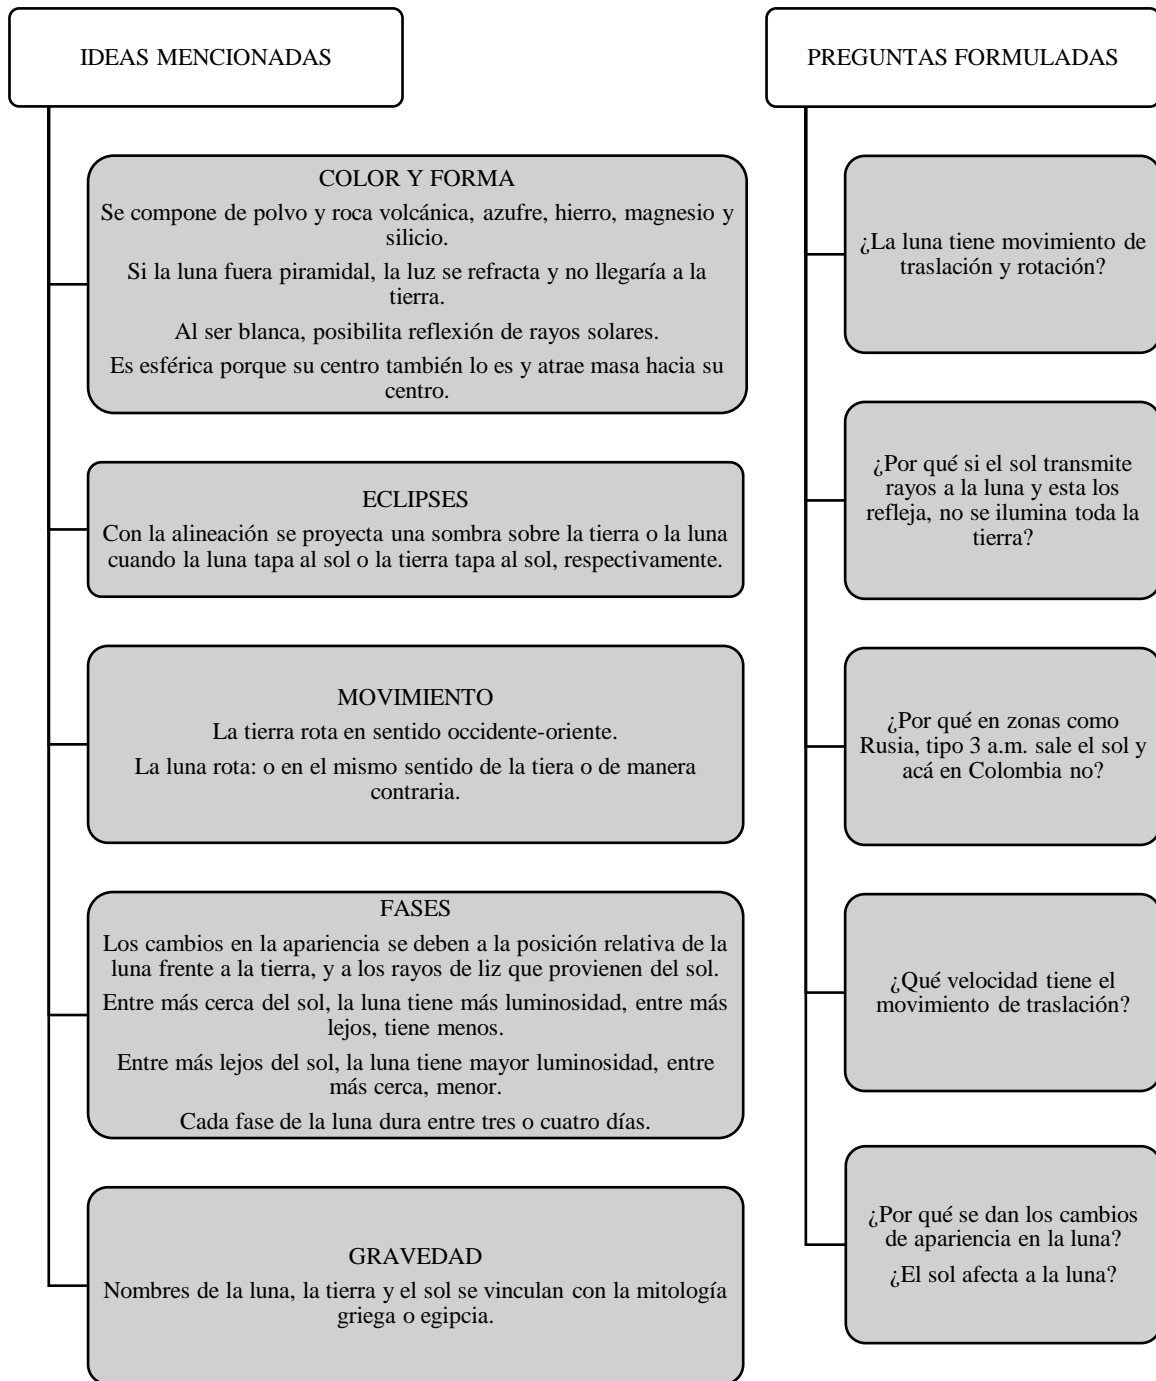 IDEAS MENCIONADAS
COLOR Y FORMA
Se compone de polvo y roca volcánica, azufre, hierro, magnesio y
silicio.
Si la luna fuera piramidal, la luz se refracta y no llegaría a la
tierra.
Al ser blanca, posibilita reflexión de rayos solares.
Es esférica porque su centro también lo es y atrae masa hacia su
centro.
ECLIPSES
Con la alineación se proyecta una sombra sobre la tierra o la luna
cuando la luna tapa al sol o la tierra tapa al sol, respectivamente.
MOVIMIENTO
La tierra rota en sentido occidente-oriente.
La luna rota: o en el mismo sentido de la tiera o de manera
contraria.
FASES
Los cambios en la apariencia se deben a la posición relativa de la
luna frente a la tierra, y a los rayos de liz que provienen del sol.
Entre más cerca del sol, la luna tiene más luminosidad, entre más
lejos, tiene menos.
Entre más lejos del sol, la luna tiene mayor luminosidad, entre
más cerca, menor.
Cada fase de la luna dura entre tres o cuatro días.
GRAVEDAD
Nombres de la luna, la tierra y el sol se vinculan con la mitología
griega o egipcia.
PREGUNTAS FORMULADAS
¿La luna tiene movimiento de
traslación y rotación?
¿Por qué si el sol transmite
rayos a la luna y esta los
refleja, no se ilumina toda la
tierra?
¿Por qué en zonas como
Rusia, tipo 3 a.m. sale el sol y
acá en Colombia no?
¿Qué velocidad tiene el
movimiento de traslación?
¿Por qué se dan los cambios
de apariencia en la luna?
¿El sol afecta a la luna?